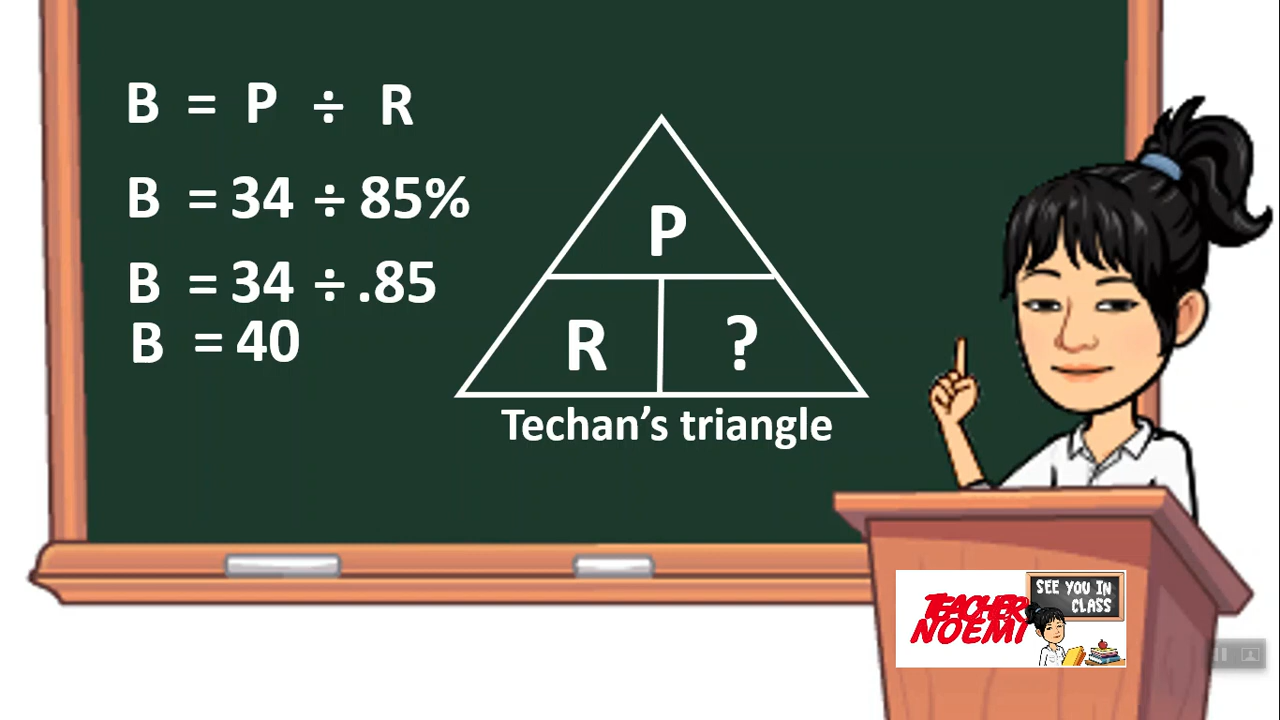 B = P ÷ R
B = 34 ÷ 85%
B = 34 ÷ .85
B = 40
P
R ?
Techan's triangle
TEACHER
NOEMI
SEE YOU IN
CLASS